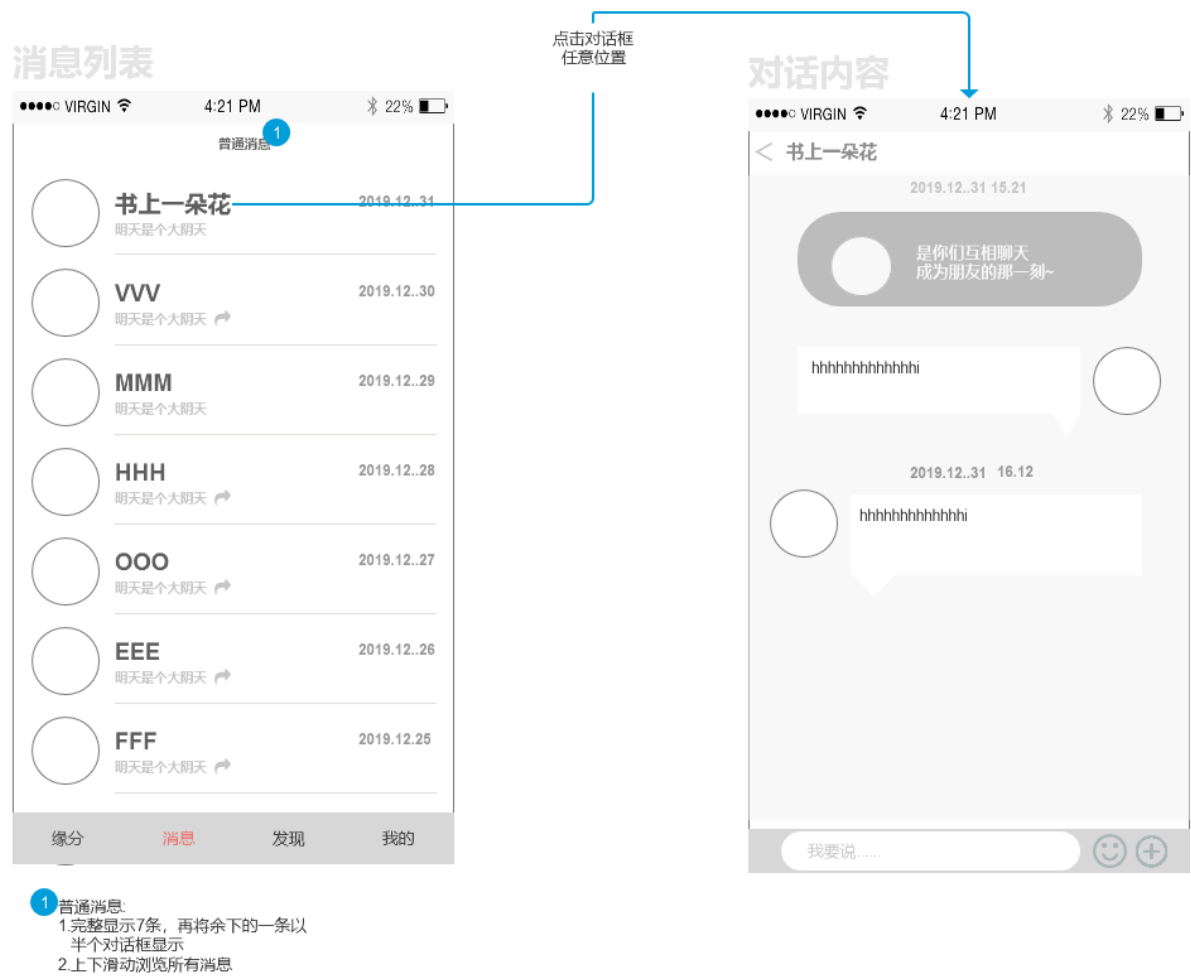 点击对话框
任意位置
消息列表
VIRGIN 4:21 PM 22%
普通消息 1
书上一朵花 2019.12..31
明天是个大阴天
VVV 2019.12..30
明天是个大阴天
MMM 2019.12..29
明天是个大阴天
HHH 2019.12..28
明天是个大阴天
OOO 2019.12..27
明天是个大阴天
EEE 2019.12..26
明天是个大阴天
FFF 2019.12.25
明天是个大阴天
缘分 消息 发现 我的
1 普通消息:
1.完整显示7条，再将余下的一条以
半个对话框显示
2.上下滑动浏览所有消息
对话内容
VIRGIN 4:21 PM 22%
< 书上一朵花
2019.12..31 15.21
是你们互相聊天
成为朋友的那一刻~
hhhhhhhhhhhhhi
2019.12..31 16.12
hhhhhhhhhhhhhi
我要说......